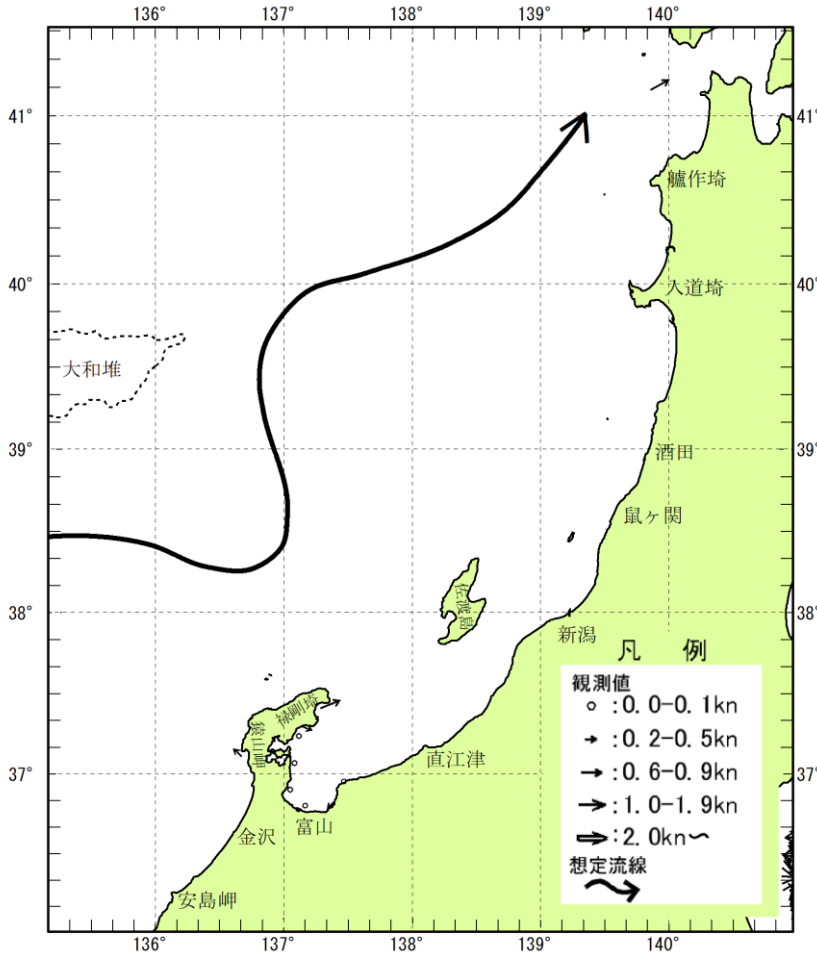 136° 137° 138° 139° 140°
41°
41°
艫作埼
40°
40°
入道埼
大和堆
39°
39°
酒田
鼠ヶ関
38°
佐渡島
38°
新潟
凡 例
観測値
:0.0-0.1kn
:0.2-0.5kn
:0.6-0.9kn
:1.0-1.9kn
:2.0kn～
想定流線
禄剛埼
猿山岬
37°
37°
直江津
富山
金沢
安島岬
136° 137° 138° 139° 140°